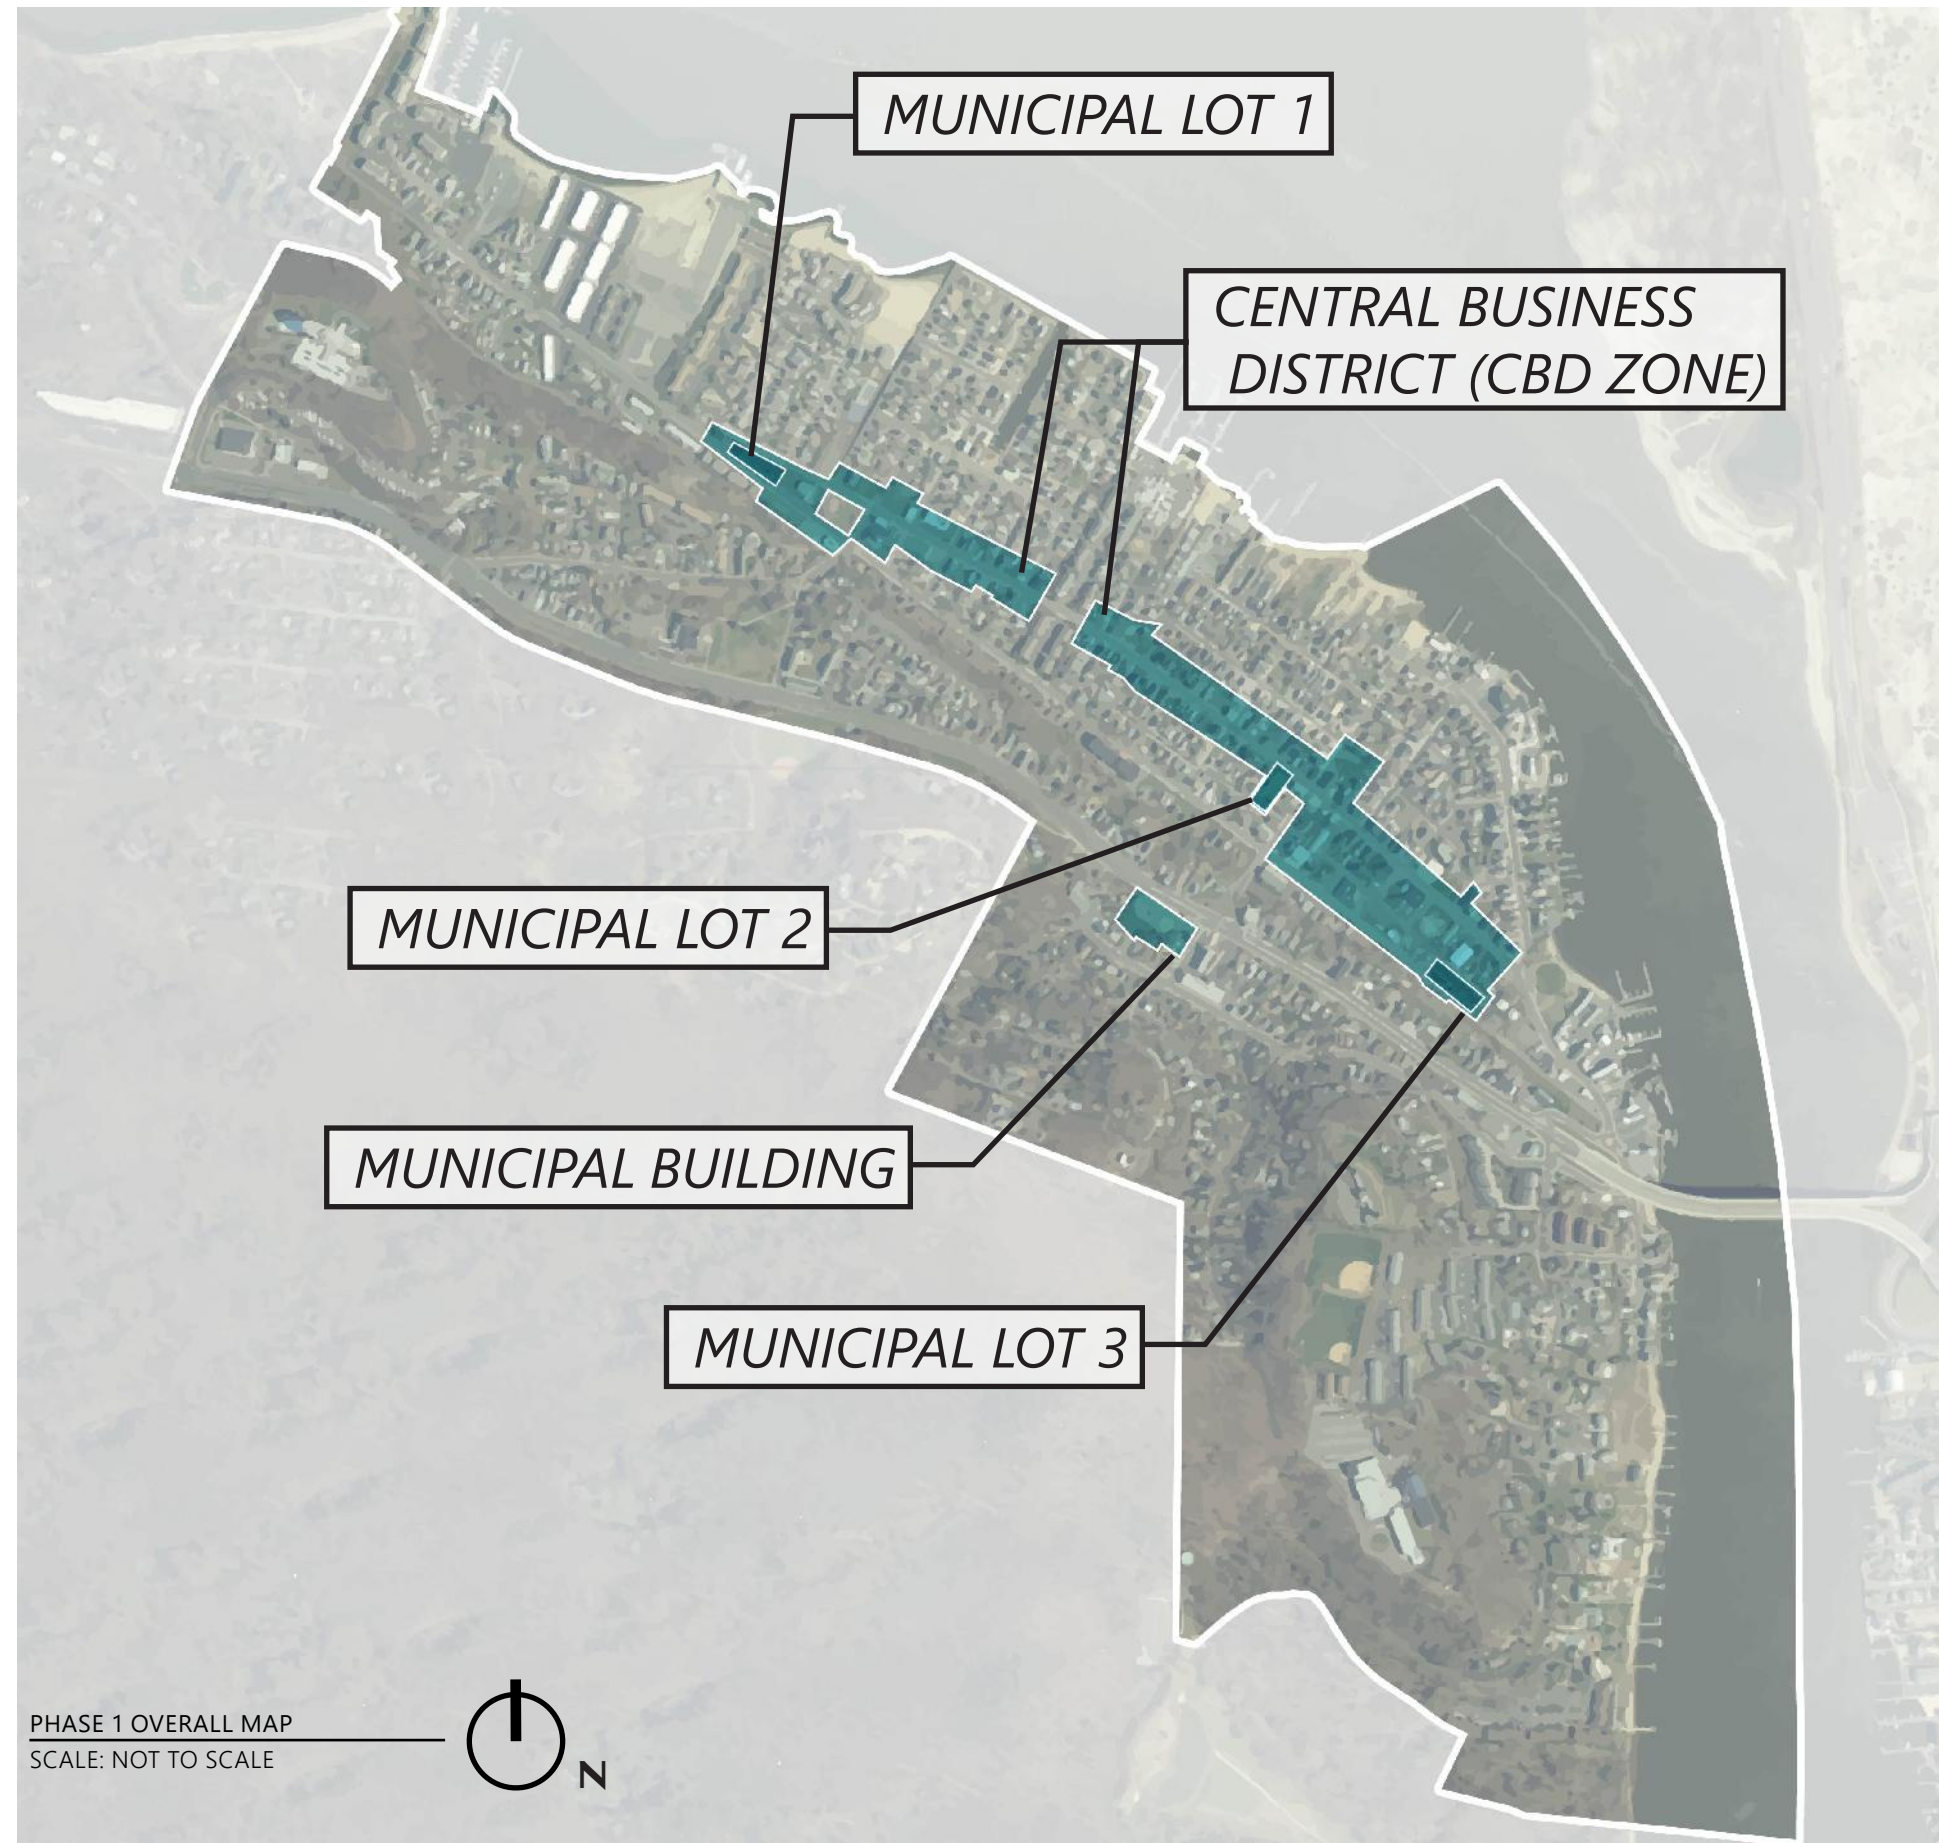 MUNICIPAL LOT 1
CENTRAL BUSINESS
DISTRICT (CBD ZONE)
MUNICIPAL LOT 2
MUNICIPAL BUILDING
MUNICIPAL LOT 3
PHASE 1 OVERALL MAP
SCALE: NOT TO SCALE
N